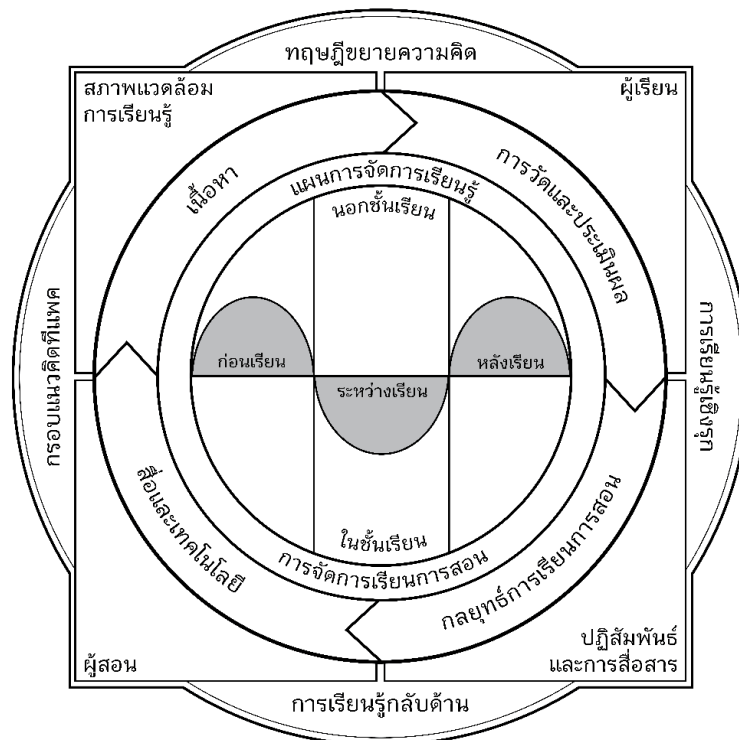 ทฤษฎีขยายความคิด
สภาพแวดล้อม
การเรียนรู้
ผู้เรียน
เนื้อหา
การวัดและประเมินผล
แผนการจัดการเรียนรู้
นอกชั้นเรียน
ก่อนเรียน
ระหว่างเรียน
หลังเรียน
กรอบแนวคิดทีแพค
การเรียนรู้เชิงรุก
สื่อและเทคโนโลยี
กลยุทธ์การเรียนการสอน
ในชั้นเรียน
การจัดการเรียนการสอน
ผู้สอน
ปฏิสัมพันธ์
และการสื่อสาร
การเรียนรู้กลับด้าน